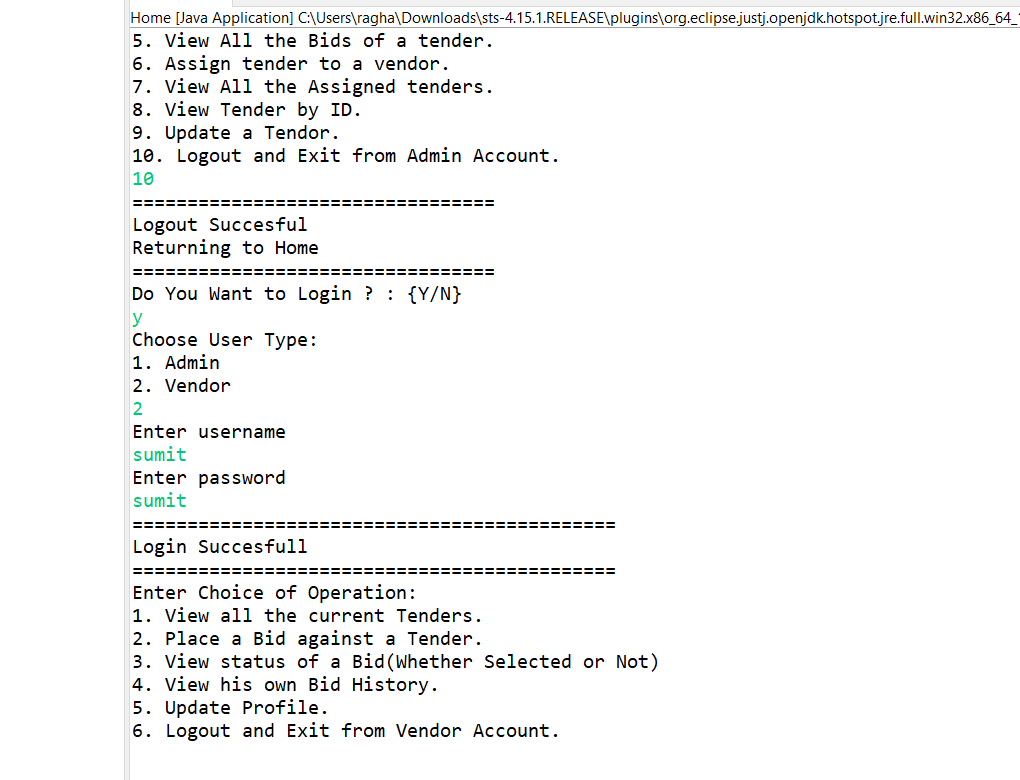 Home [Java Application] C:\Users\ragha\Downloads\sts-4.15.1.RELEASE\plugins\org.eclipse.justj.openjdk.hotspot.jre.full.win32.x86_64_
5. View All the Bids of a tender.
6. Assign tender to a vendor.
7. View All the Assigned tenders.
8. View Tender by ID.
9. Update a Tendor.
10. Logout and Exit from Admin Account.
10
=================================
Logout Succesful
Returning to Home
=================================
Do You Want to Login ? : {Y/N}
y
Choose User Type:
1. Admin
2. Vendor
2
Enter username
sumit
Enter password
sumit
============================================
Login Succesfull
============================================
Enter Choice of Operation:
1. View all the current Tenders.
2. Place a Bid against a Tender.
3. View status of a Bid(Whether Selected or Not)
4. View his own Bid History.
5. Update Profile.
6. Logout and Exit from Vendor Account.